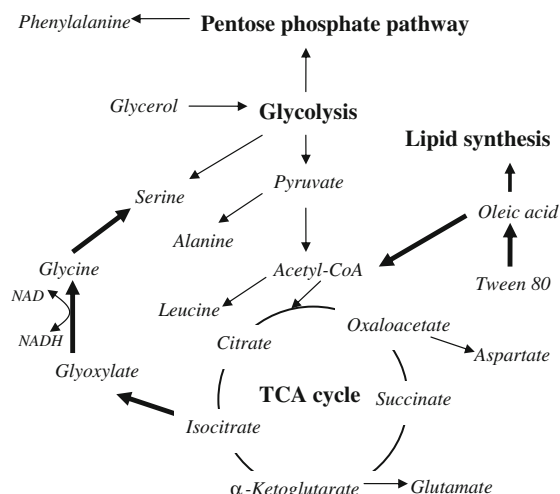 Phenylalanine
Pentose phosphate pathway
Glycerol
Glycolysis
Lipid synthesis
Serine
Pyruvate
Oleic acid
Alanine
Glycine
Acetyl-CoA
Tween 80
NAD
Leucine
Oxaloacetate
NADH
Citrate
Aspartate
Glyoxylate
TCA cycle
Succinate
Isocitrate
α-Ketoglutarate
Glutamate